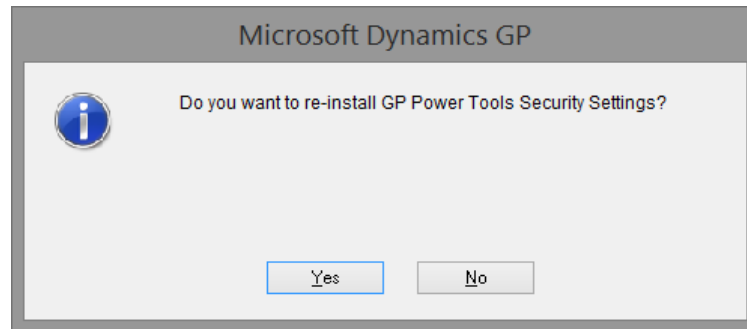 Microsoft Dynamics GP
Do you want to re-install GP Power Tools Security Settings?
Yes
No